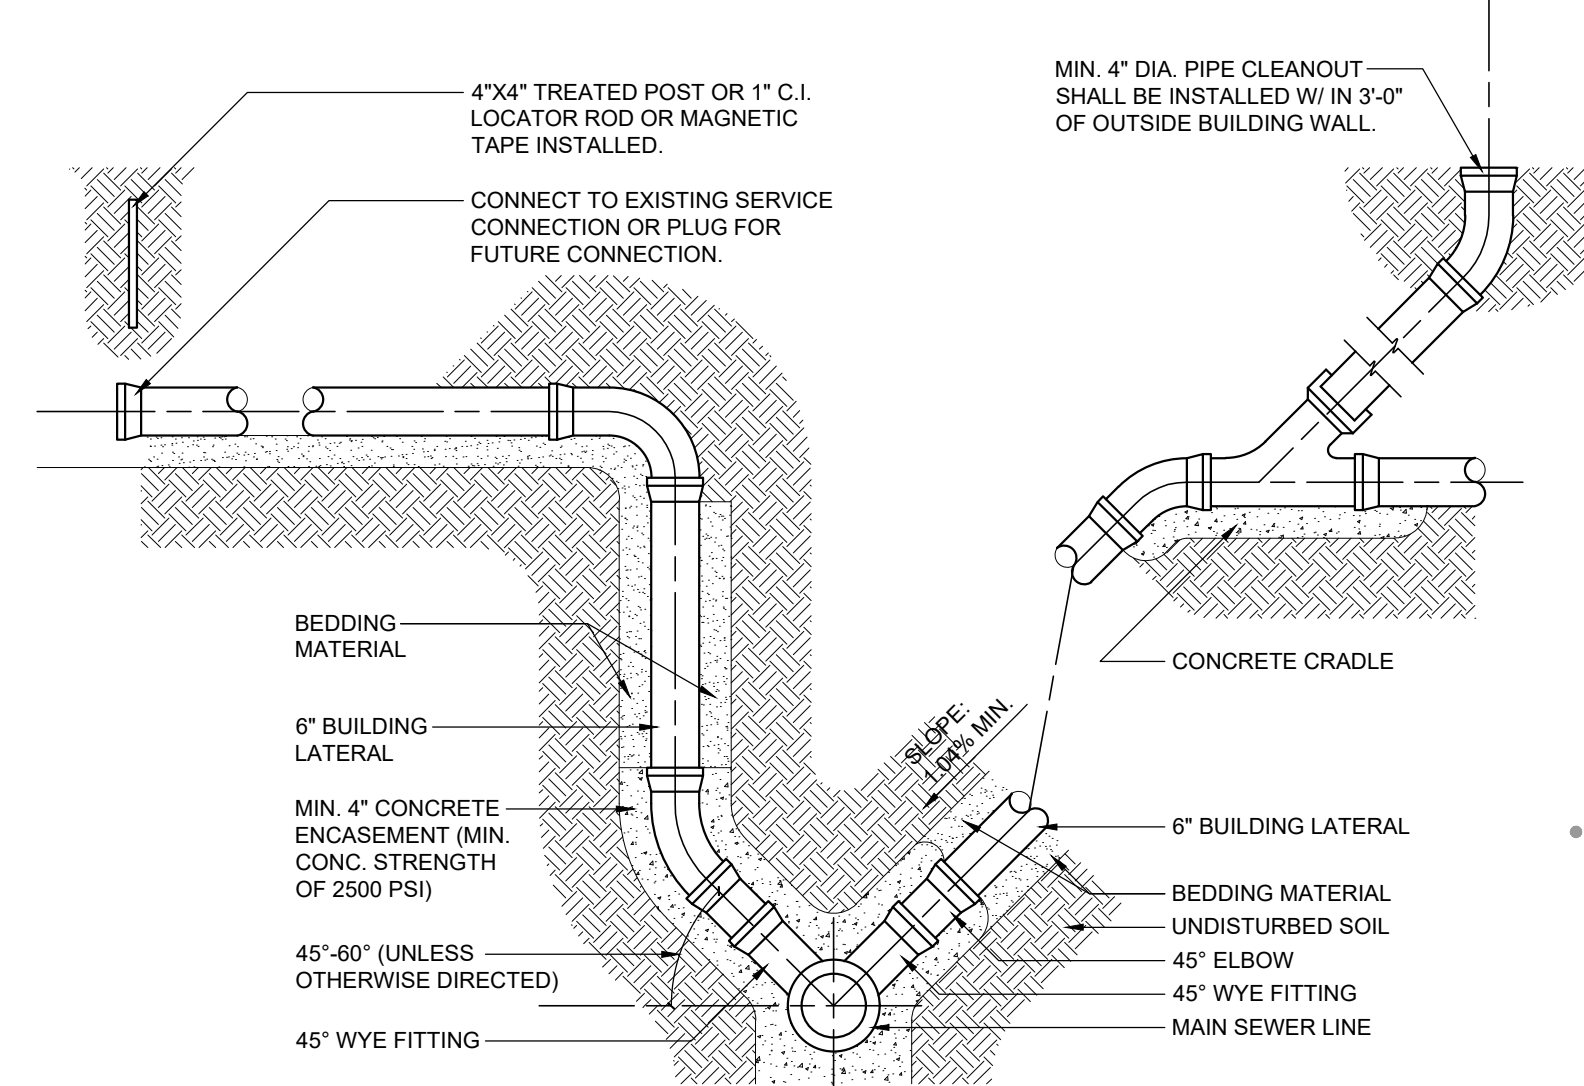 4"X4" TREATED POST OR 1" C.I.
LOCATOR ROD OR MAGNETIC
TAPE INSTALLED.
MIN. 4" DIA. PIPE CLEANOUT
SHALL BE INSTALLED W/ IN 3'-0"
OF OUTSIDE BUILDING WALL.
CONNECT TO EXISTING SERVICE
CONNECTION OR PLUG FOR
FUTURE CONNECTION.
BEDDING
MATERIAL
6" BUILDING
LATERAL
MIN. 4" CONCRETE
ENCASEMENT (MIN.
CONC. STRENGTH
OF 2500 PSI)
45°-60° (UNLESS
OTHERWISE DIRECTED)
45° WYE FITTING
SLOPE:
1.04% MIN.
CONCRETE CRADLE
6" BUILDING LATERAL
BEDDING MATERIAL
UNDISTURBED SOIL
45° ELBOW
45° WYE FITTING
MAIN SEWER LINE